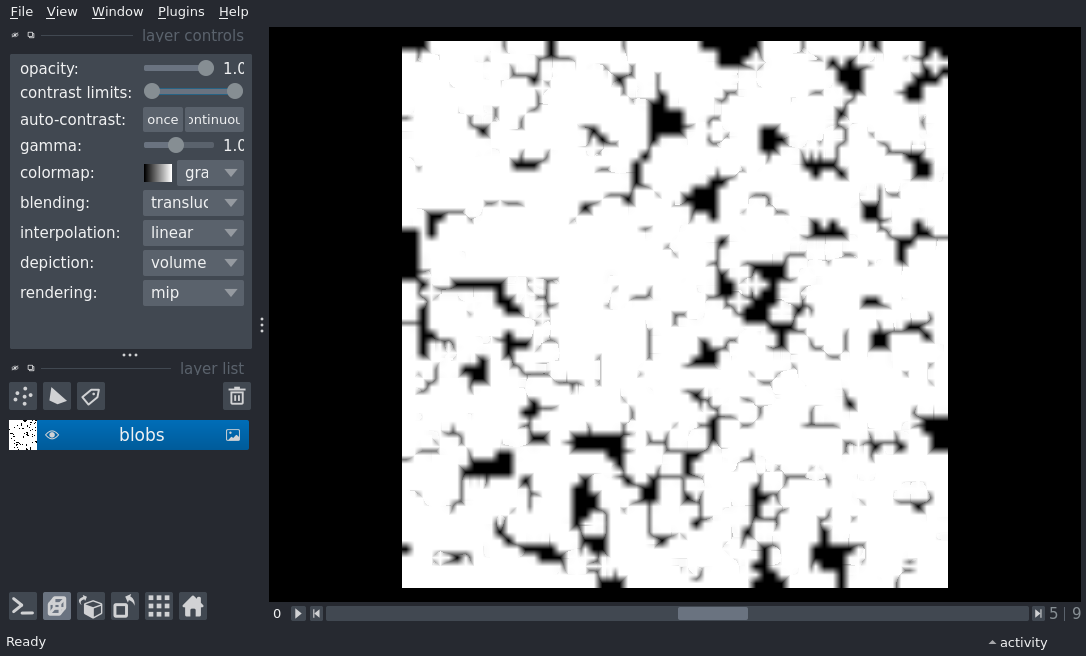 File View Window Plugins Help
layer controls
opacity: 1.0
contrast limits:
auto-contrast: once ontinuou
gamma: 1.0
colormap: gra
blending: transluc
interpolation: linear
depiction: volume
rendering: mip
layer list
blobs
0 5 | 9
Ready activity